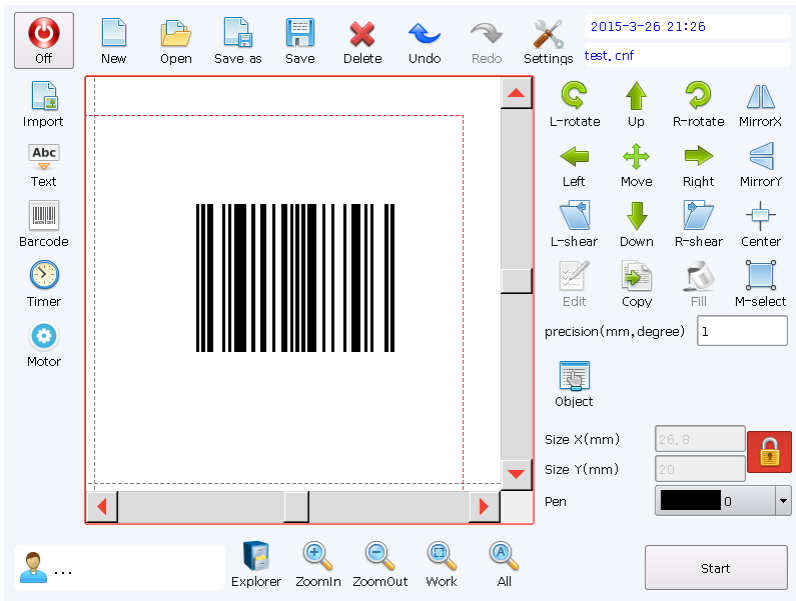 Off
New
Open
Save as
Save
Delete
Undo
Redo
Settings
2015-3-26 21:26
test.cnf
Import
Abc
Text
Barcode
Timer
Motor
L-rotate
Up
R-rotate
MirrorX
Left
Move
Right
MirrorY
L-shear
Down
R-shear
Center
Edit
Copy
Fill
M-select
precision(mm,degree)
1
Object
Size X(mm)
26.8
Size Y(mm)
20
Pen
0
...
Explorer
ZoomIn
ZoomOut
Work
A
All
Start